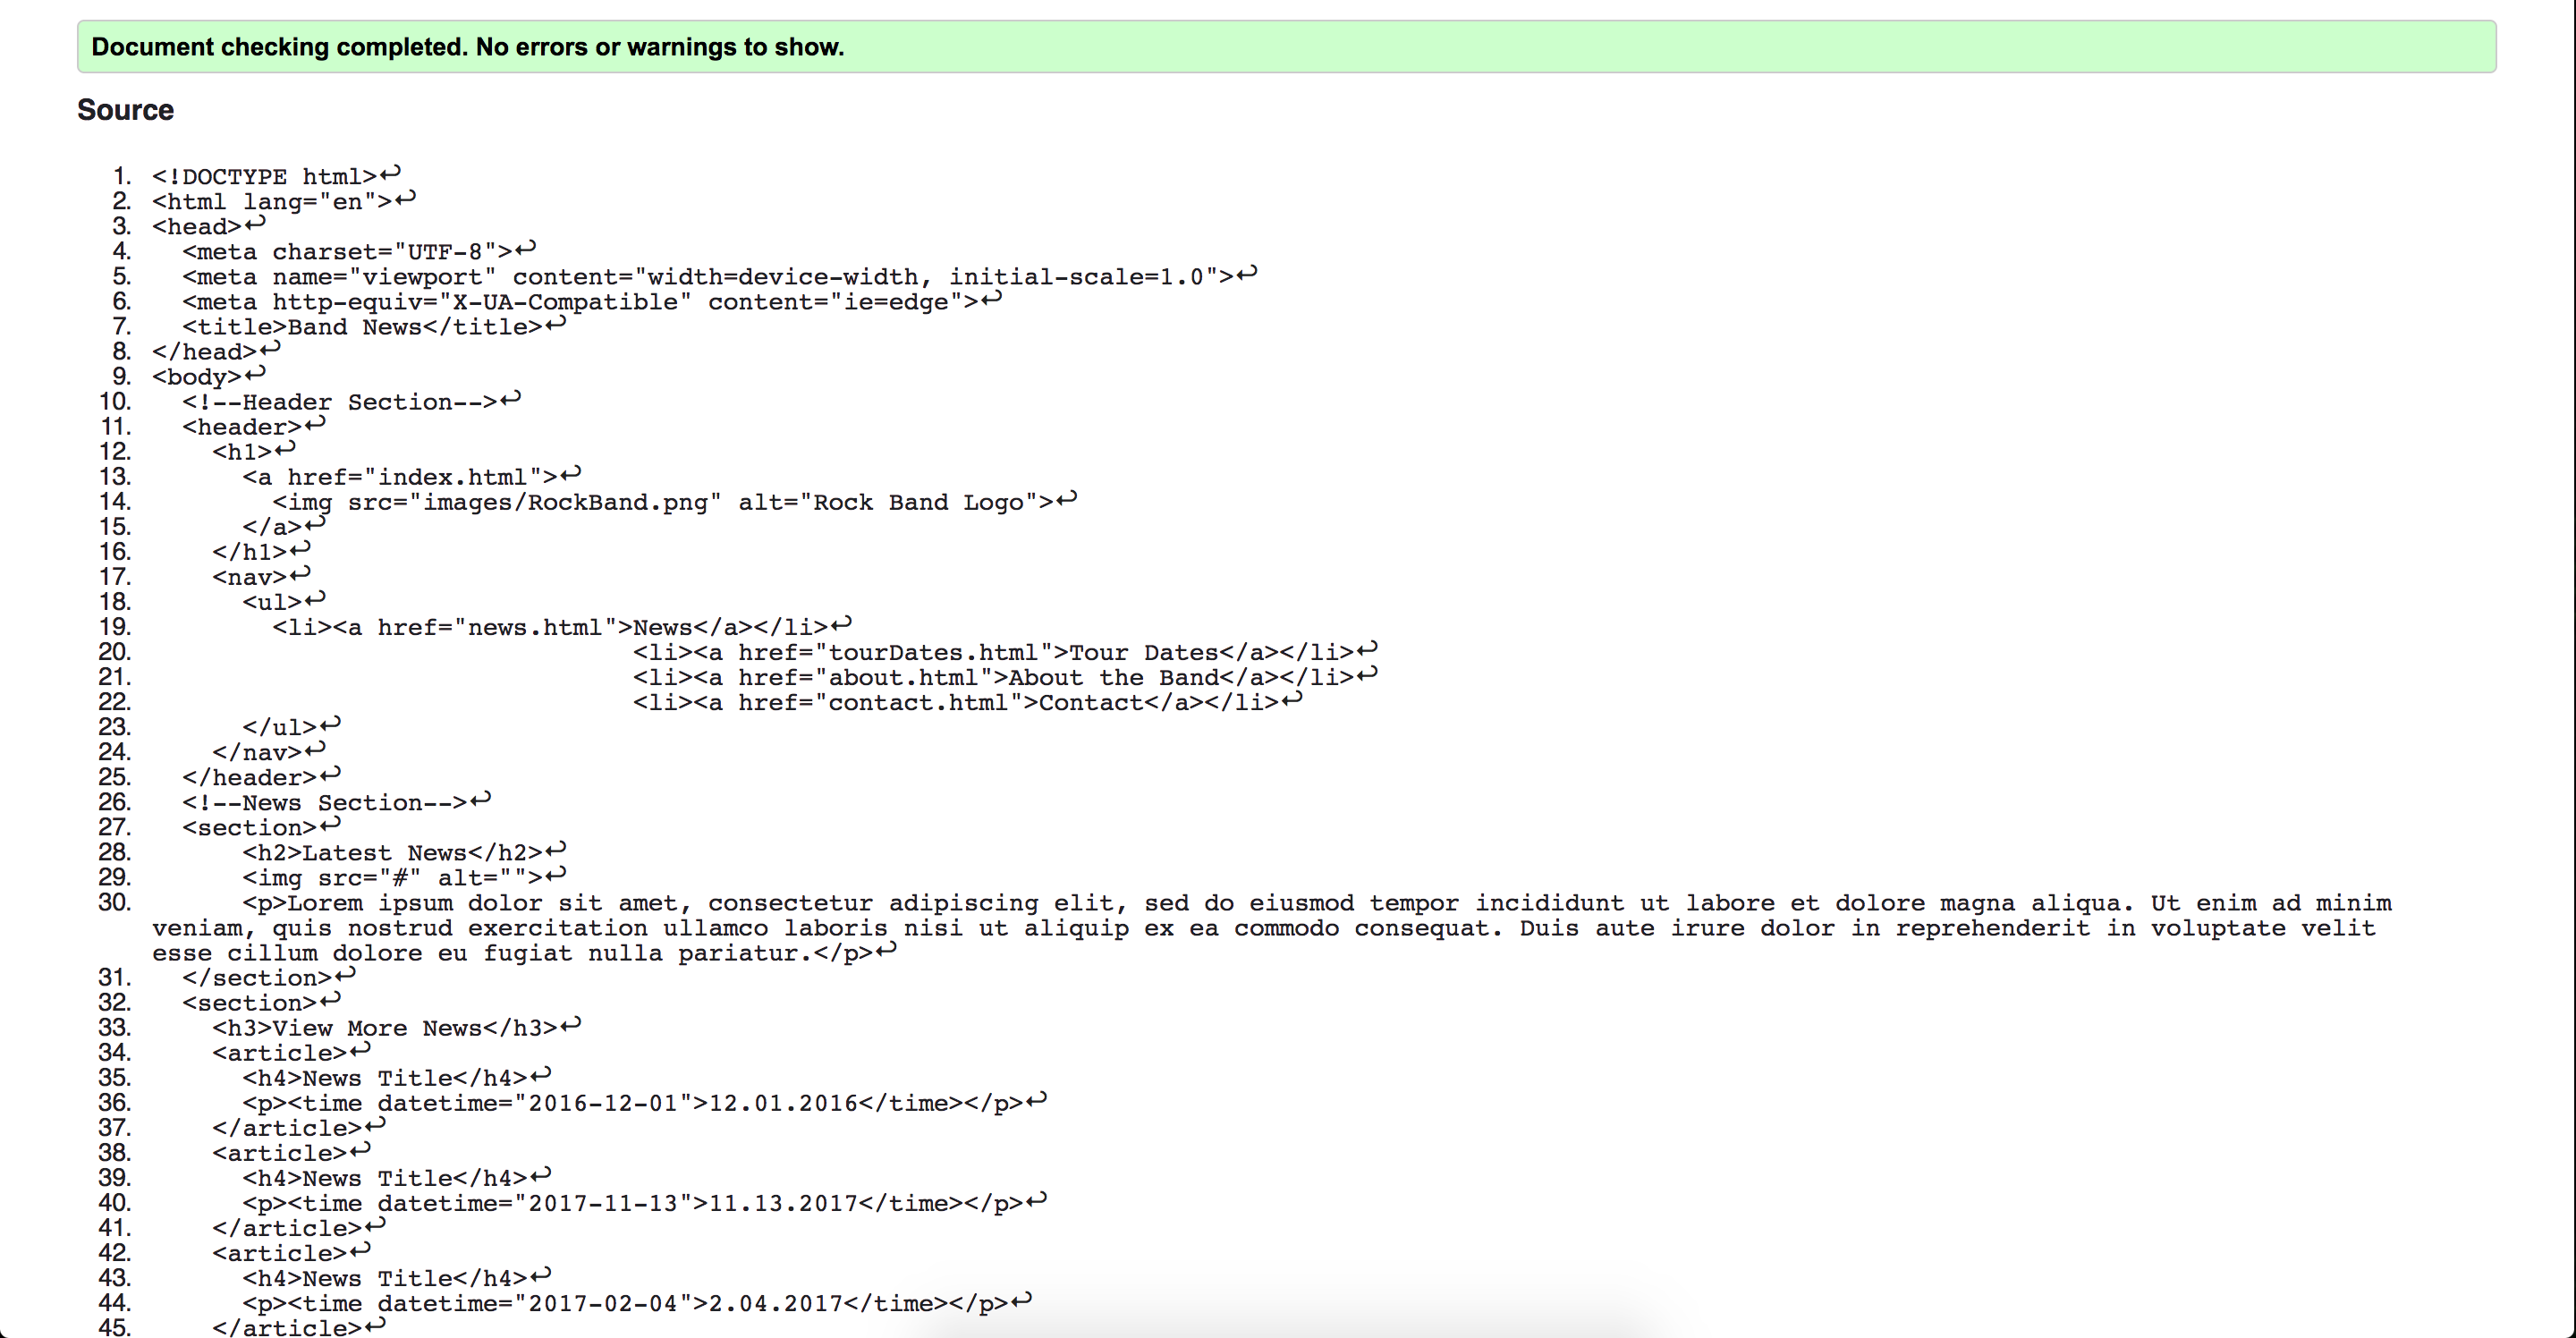 Document checking completed. No errors or warnings to show.
Source
1. <!DOCTYPE html>↩
2. <html lang="en">↩
3. <head>↩
4.   <meta charset="UTF-8">↩
5.   <meta name="viewport" content="width=device-width, initial-scale=1.0">↩
6.   <meta http-equiv="X-UA-Compatible" content="ie=edge">↩
7.   <title>Band News</title>↩
8. </head>↩
9. <body>↩
10.   <!--Header Section-->↩
11.   <header>↩
12.     <h1>↩
13.       <a href="index.html">↩
14.         <img src="images/RockBand.png" alt="Rock Band Logo">↩
15.       </a>↩
16.     </h1>↩
17.     <nav>↩
18.       <ul>↩
19.         <li><a href="news.html">News</a></li>↩
20.                                 <li><a href="tourDates.html">Tour Dates</a></li>↩
21.                                 <li><a href="about.html">About the Band</a></li>↩
22.                                 <li><a href="contact.html">Contact</a></li>↩
23.       </ul>↩
24.     </nav>↩
25.   </header>↩
26.   <!--News Section-->↩
27.   <section>↩
28.       <h2>Latest News</h2>↩
29.       <img src="#" alt="">↩
30.       <p>Lorem ipsum dolor sit amet, consectetur adipiscing elit, sed do eiusmod tempor incididunt ut labore et dolore magna aliqua. Ut enim ad minim
veniam, quis nostrud exercitation ullamco laboris nisi ut aliquip ex ea commodo consequat. Duis aute irure dolor in reprehenderit in voluptate velit
esse cillum dolore eu fugiat nulla pariatur.</p>↩
31.   </section>↩
32.   <section>↩
33.     <h3>View More News</h3>↩
34.     <article>↩
35.       <h4>News Title</h4>↩
36.       <p><time datetime="2016-12-01">12.01.2016</time></p>↩
37.     </article>↩
38.     <article>↩
39.       <h4>News Title</h4>↩
40.       <p><time datetime="2017-11-13">11.13.2017</time></p>↩
41.     </article>↩
42.     <article>↩
43.       <h4>News Title</h4>↩
44.       <p><time datetime="2017-02-04">2.04.2017</time></p>↩
45.     </article>↩